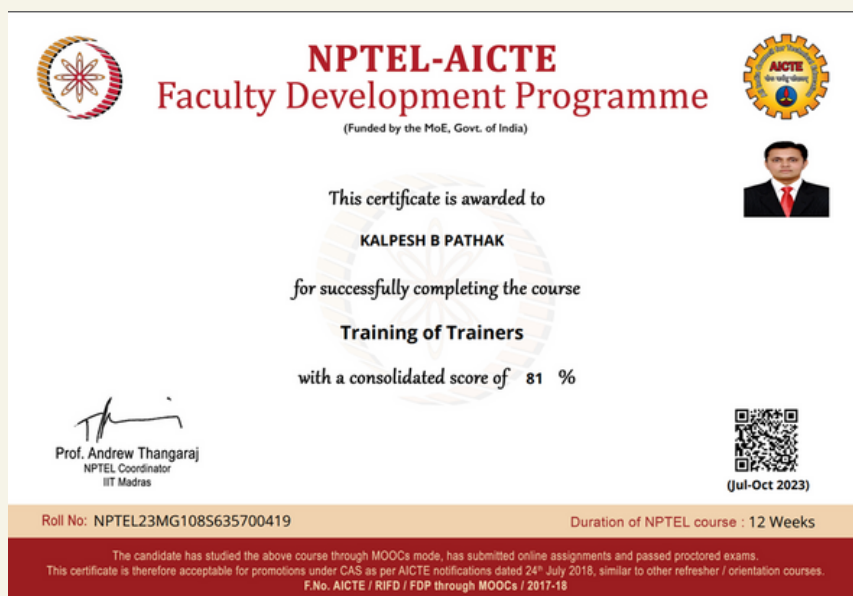 NPTEL-AICTE
Faculty Development Programme
(Funded by the MoE, Govt. of India)
AICTE
This certificate is awarded to
KALPESH B PATHAK
for successfully completing the course
Training of Trainers
with a consolidated score of 81 %
Prof. Andrew Thangaraj
NPTEL Coordinator
IIT Madras
(Jul-Oct 2023)
Roll No: NPTEL23MG108S635700419
Duration of NPTEL course : 12 Weeks
The candidate has studied the above course through MOOCs mode, has submitted online assignments and passed proctored exams.
This certificate is therefore acceptable for promotions under CAS as per AICTE notifications dated 24th July 2018, similar to other refresher / orientation courses.
F.No. AICTE / RIFD / FDP through MOOCs / 2017-18